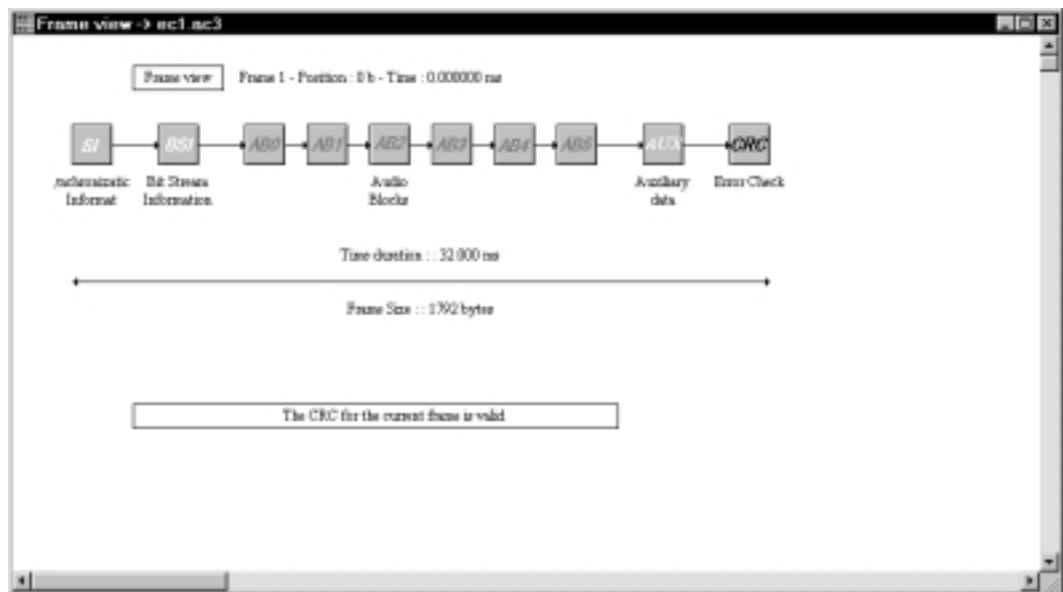 Frame view -> ec1.ac3
Frame view
Frame 1 - Position : 0 b - Time : 0.000000 ms
SI
BSI
AB0
AB1
AB2
AB3
AB4
AB5
AUX
CRC
Bit Stream
Information
Audio
Blocks
Auxiliary
data
Error Check
Informat
Time duration : : 32.000 ms
Frame Size : : 1792 bytes
The CRC for the current frame is valid